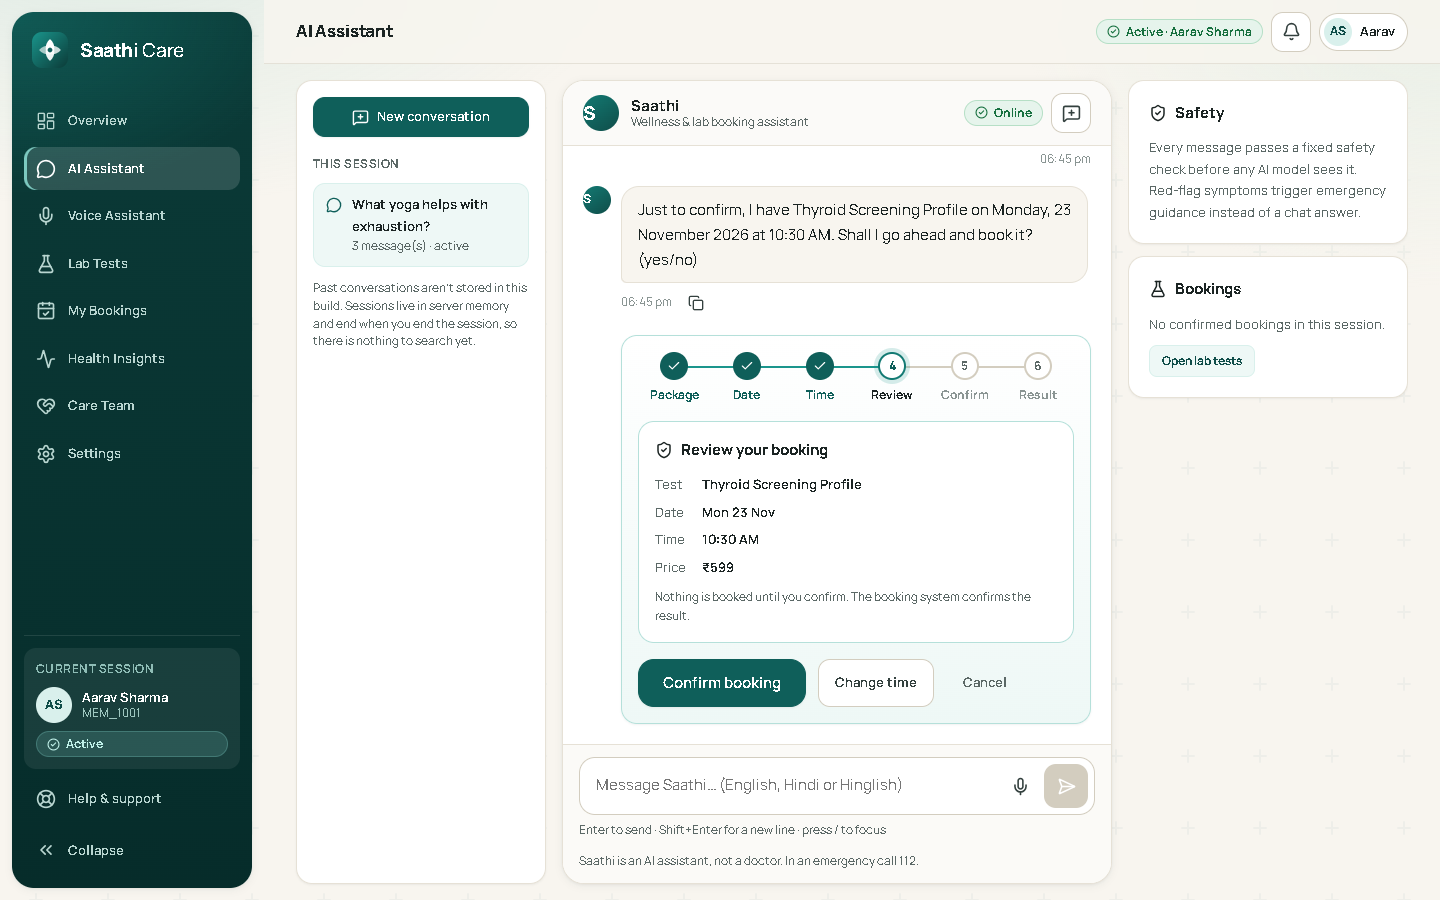 Saathi Care
Overview
AI Assistant
Voice Assistant
Lab Tests
My Bookings
Health Insights
Care Team
Settings
CURRENT SESSION
AS
Aarav Sharma
MEM_1001
Active
Help & support
Collapse
AI Assistant
Active · Aarav Sharma
AS
Aarav
New conversation
THIS SESSION
What yoga helps with
exhaustion?
3 message(s) · active
Past conversations aren't stored in this
build. Sessions live in server memory
and end when you end the session, so
there is nothing to search yet.
S
Saathi
Wellness & lab booking assistant
Online
06:45 pm
S
Just to confirm, I have Thyroid Screening Profile on Monday, 23
November 2026 at 10:30 AM. Shall I go ahead and book it?
(yes/no)
06:45 pm
4
5
6
Package
Date
Time
Review
Confirm
Result
Review your booking
Test Thyroid Screening Profile
Date Mon 23 Nov
Time 10:30 AM
Price ₹599
Nothing is booked until you confirm. The booking system confirms the
result.
Confirm booking
Change time
Cancel
Message Saathi… (English, Hindi or Hinglish)
Enter to send · Shift+Enter for a new line · press / to focus
Saathi is an AI assistant, not a doctor. In an emergency call 112.
Safety
Every message passes a fixed safety
check before any AI model sees it.
Red-flag symptoms trigger emergency
guidance instead of a chat answer.
Bookings
No confirmed bookings in this session.
Open lab tests